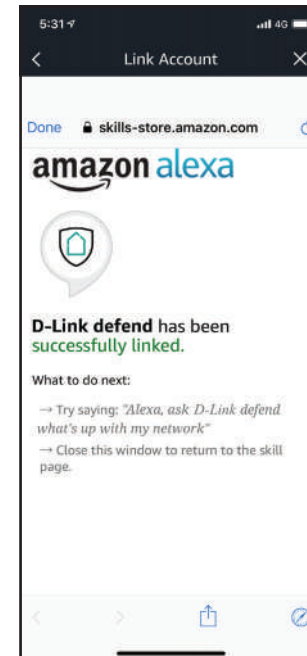 5:31 4G
Link Account
Done skills-store.amazon.com
amazon alexa
D-Link defend has been
successfully linked.
What to do next:
→ Try saying: "Alexa, ask D-Link defend
what's up with my network"
→ Close this window to return to the skill
page.